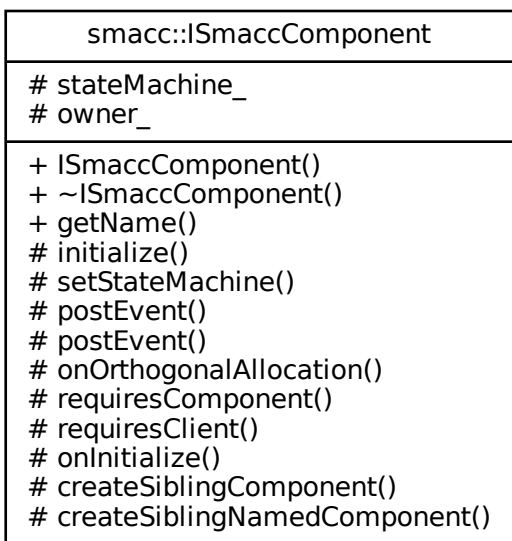 smacc::ISmaccComponent
# stateMachine_
# owner_
+ ISmaccComponent()
+ ~ISmaccComponent()
+ getName()
# initialize()
# setStateMachine()
# postEvent()
# postEvent()
# onOrthogonalAllocation()
# requiresComponent()
# requiresClient()
# onInitialize()
# createSiblingComponent()
# createSiblingNamedComponent()